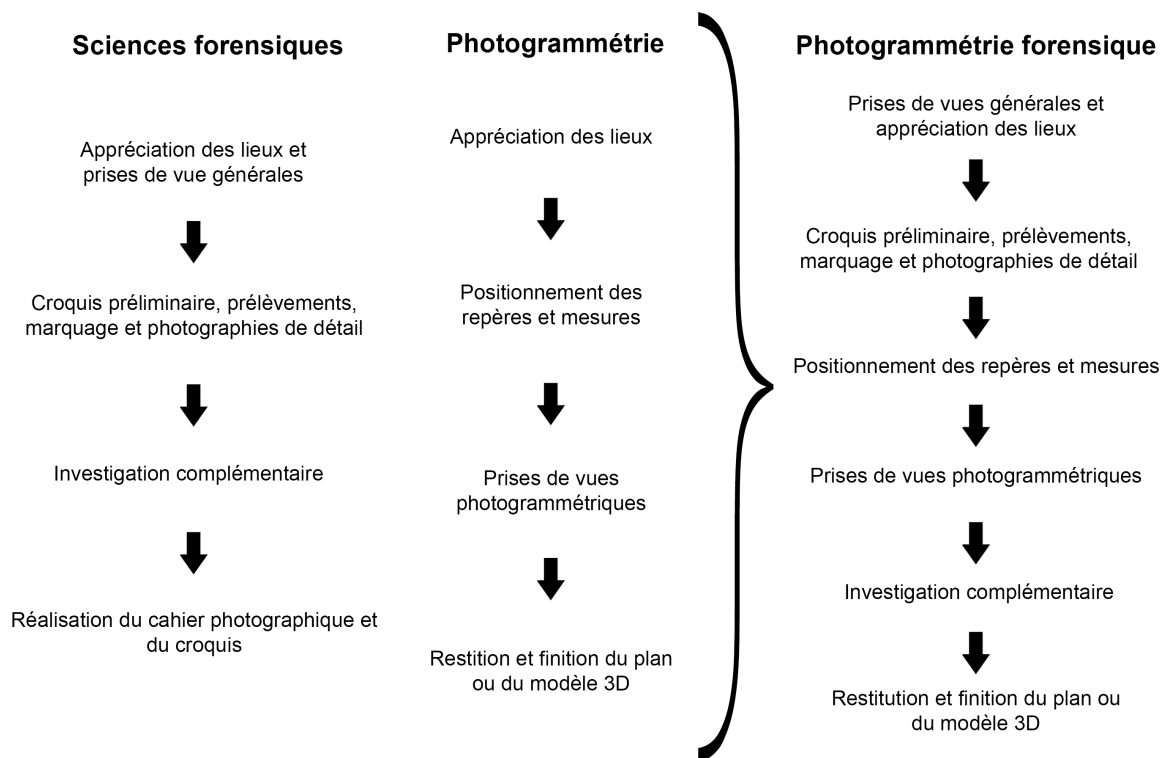 Sciences forensiques
Appréciation des lieux et
prises de vue générales
Croquis préliminaire, prélèvements,
marquage et photographies de détail
Investigation complémentaire
Réalisation du cahier photographique et
du croquis
Photogrammétrie
Appréciation des lieux
Positionnement des
repères et mesures
Prises de vues
photogrammétriques
Restition et finition du plan
ou du modèle 3D
Photogrammétrie forensique
Prises de vues générales et
appréciation des lieux
Croquis préliminaire, prélèvements,
marquage et photographies de détail
Positionnement des repères et mesures
Prises de vues photogrammétriques
Investigation complémentaire
Restitution et finition du plan ou
du modèle 3D